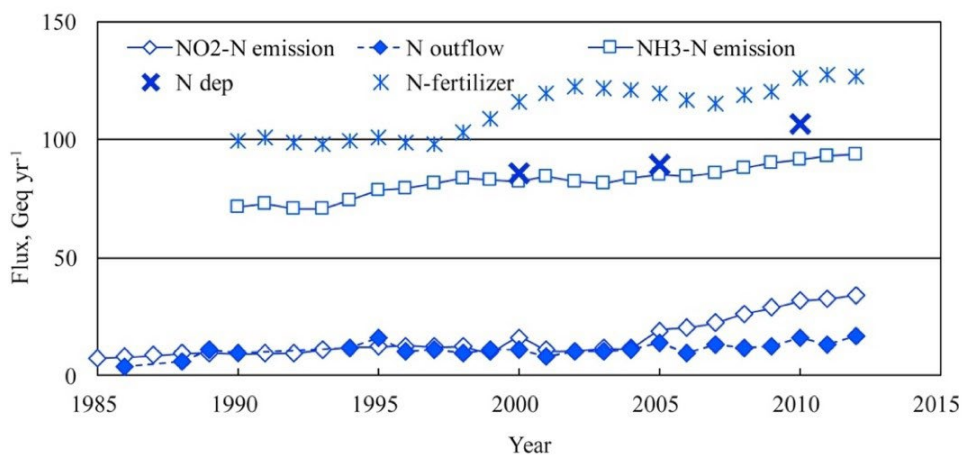 150
NO2-N emission N outflow NH3-N emission
N dep N-fertilizer
100
50
0
Flux, Geq yr⁻¹
1985 1990 1995 2000 2005 2010 2015
Year